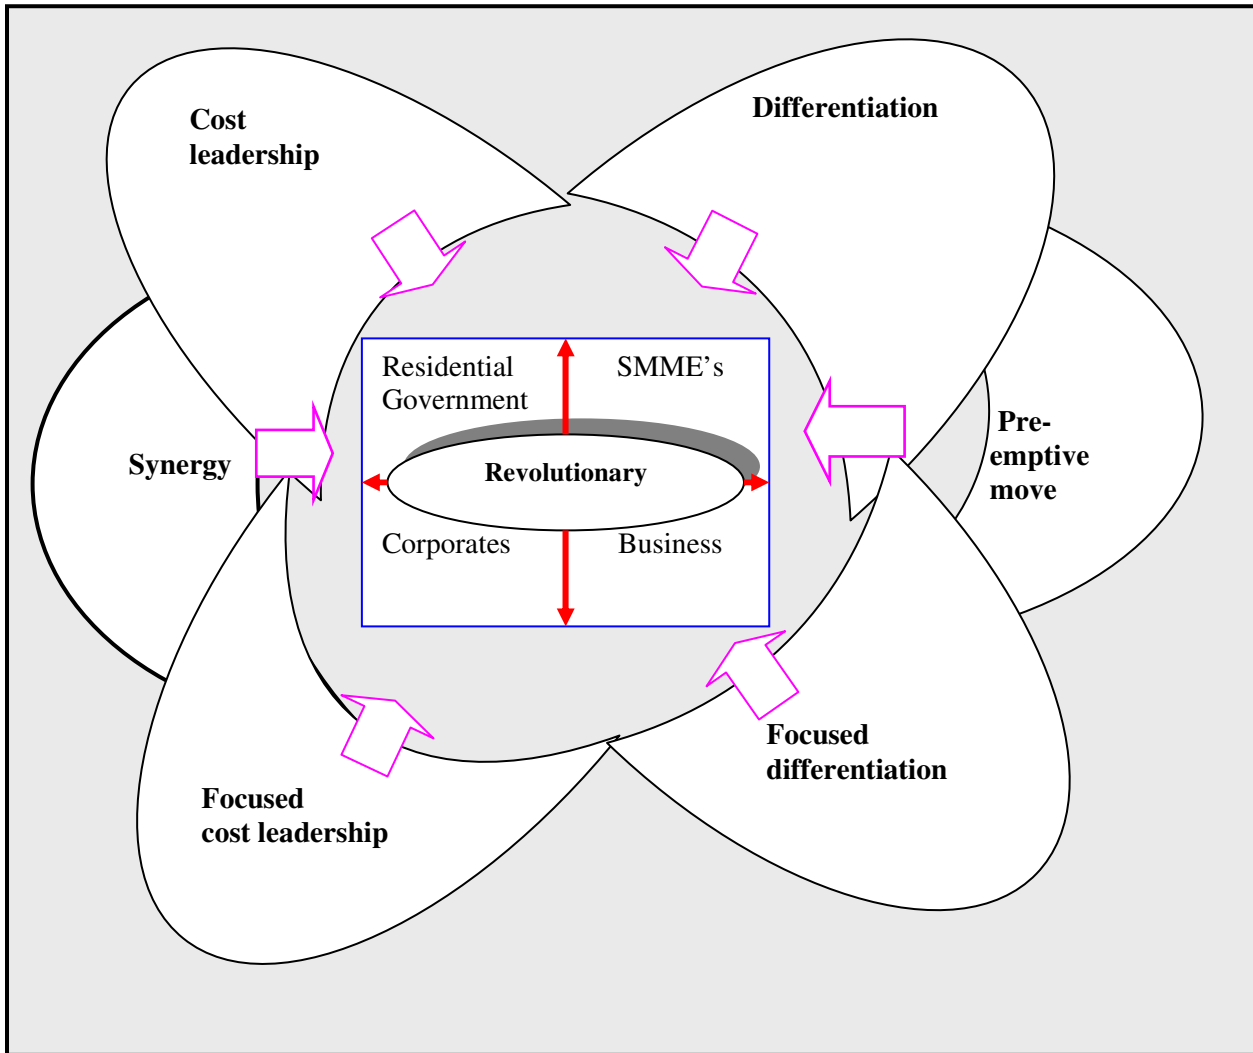 Cost
leadership
Differentiation
Residential
Government
SMME's
Synergy
Revolutionary
Pre-
emptive
move
Corporates
Business
Focused
cost leadership
Focused
differentiation